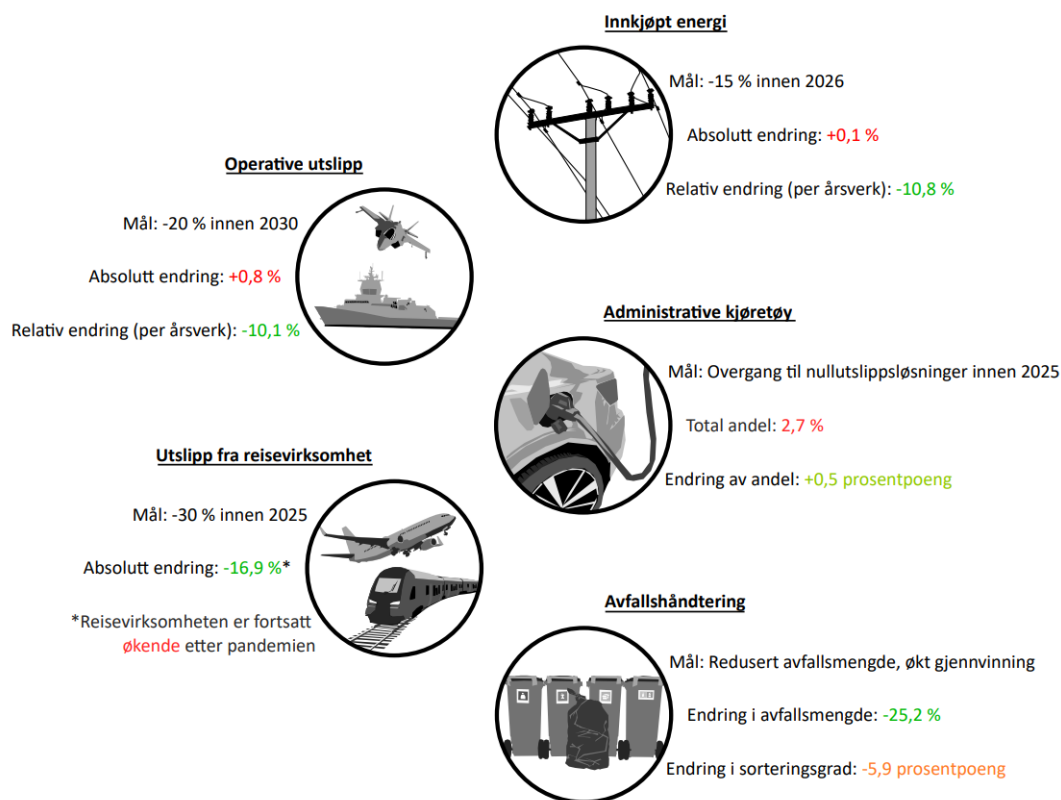 Innkjøpt energi
Mål: -15 % innen 2026
Absolutt endring: +0,1 %
Relativ endring (per årsverk): -10,8 %
Operative utslipp
Mål: -20 % innen 2030
Absolutt endring: +0,8 %
Relativ endring (per årsverk): -10,1 %
Administrative kjøretøy
Mål: Overgang til nullutslippsløsninger innen 2025
Total andel: 2,7 %
Endring av andel: +0,5 prosentpoeng
Utslipp fra reisevirksomhet
Mål: -30 % innen 2025
Absolutt endring: -16,9 %*
*Reisevirksomheten er fortsatt
økende etter pandemien
Avfallshåndtering
Mål: Redusert avfallsmengde, økt gjenvinning
Endring i avfallsmengde: -25,2 %
Endring i sorteringsgrad: -5,9 prosentpoeng